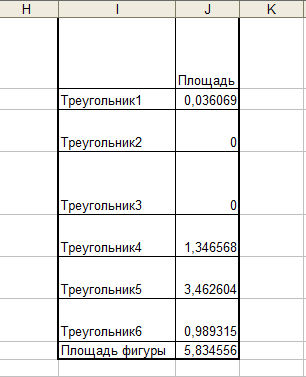 H I J K
Площадь
Треугольник1 0,036069
Треугольник2 0
Треугольник3 0
Треугольник4 1,346568
Треугольник5 3,462604
Треугольник6 0,989315
Площадь фигуры 5,834556